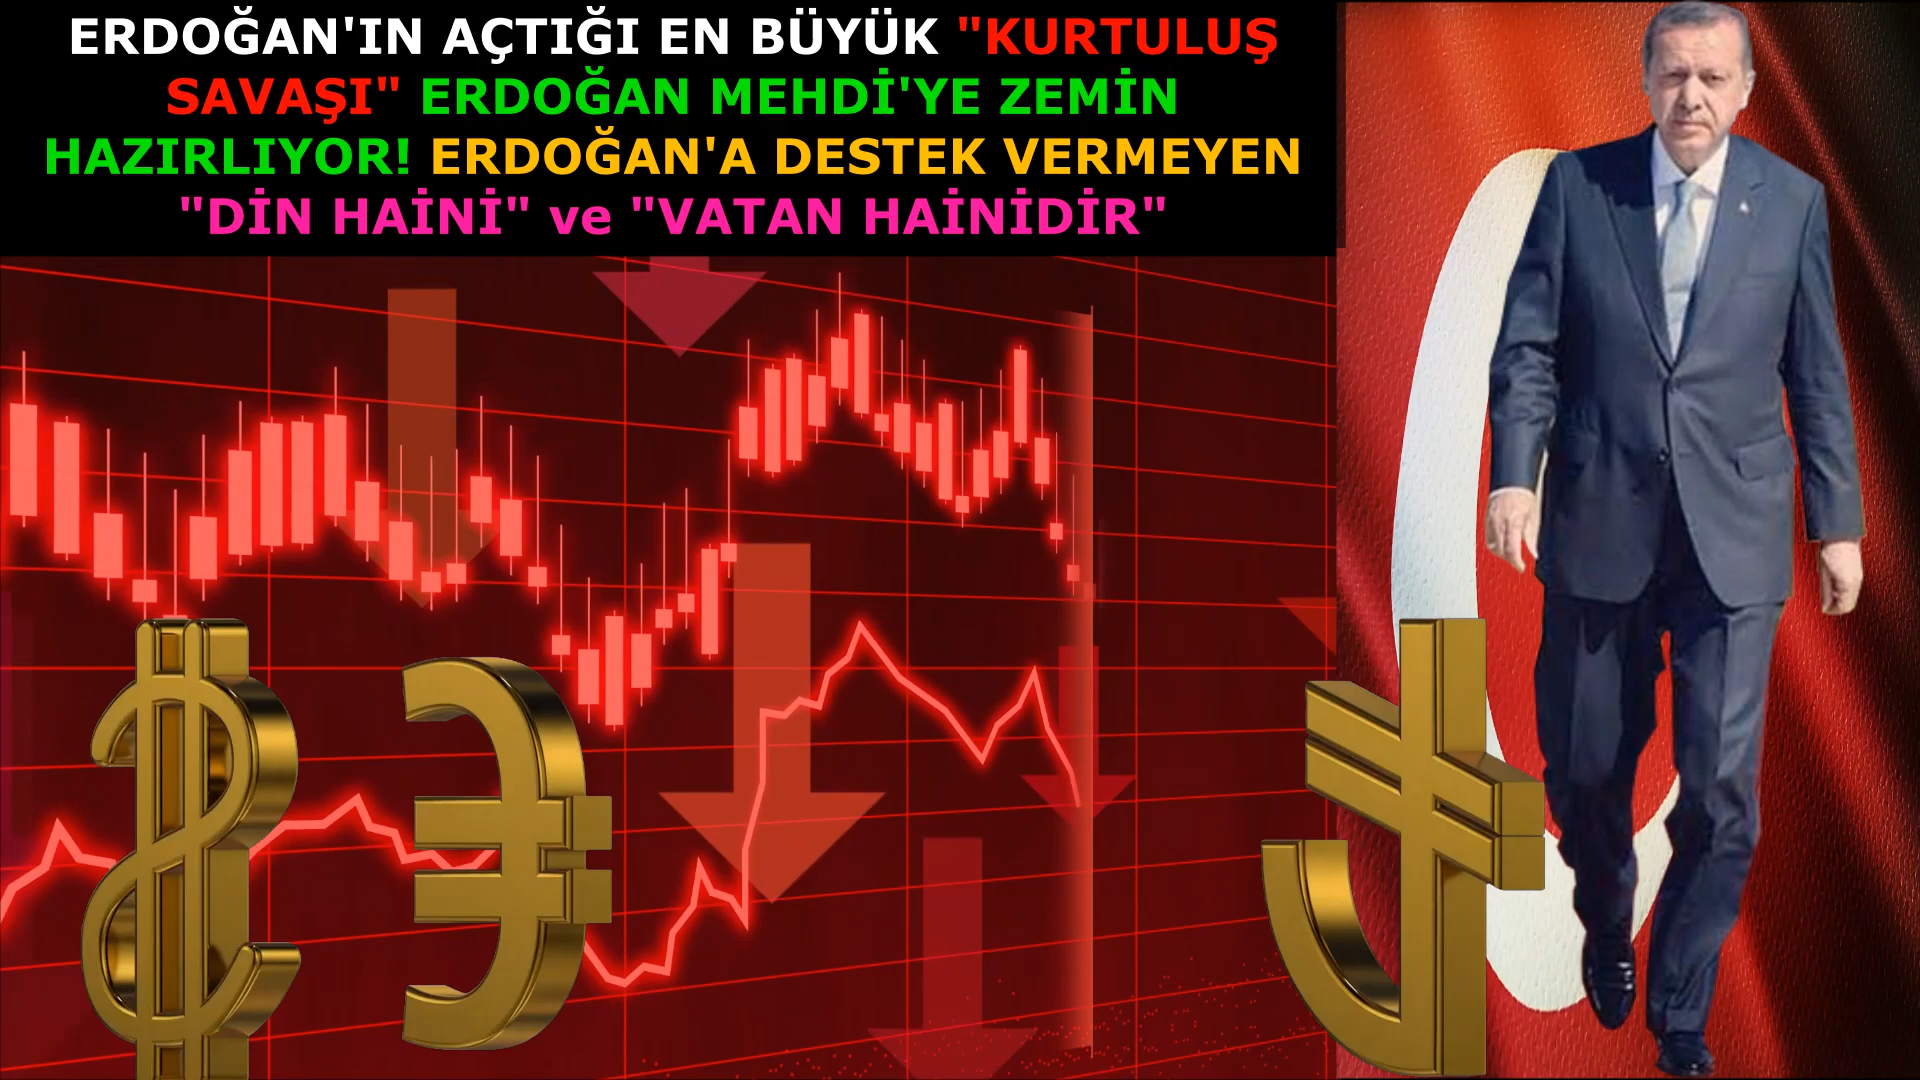 ERDOĞAN'IN AÇTIĞI EN BÜYÜK "KURTULUŞ
SAVAŞI" ERDOĞAN MEHDİ'YE ZEMİN
HAZIRLIYOR! ERDOĞAN'A DESTEK VERMEYEN
"DİN HAİNİ" ve "VATAN HAİNİDİR"